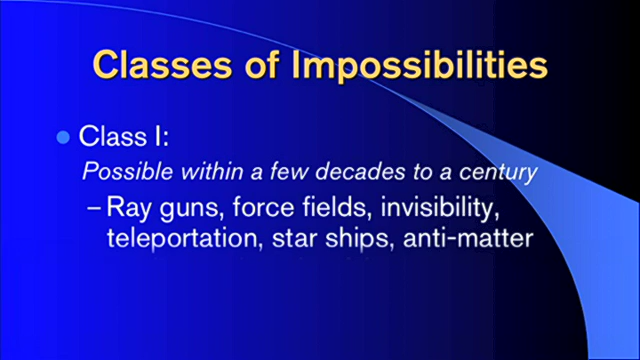 Classes of Impossibilities
Class I:
Possible within a few decades to a century
– Ray guns, force fields, invisibility,
teleportation, star ships, anti-matter